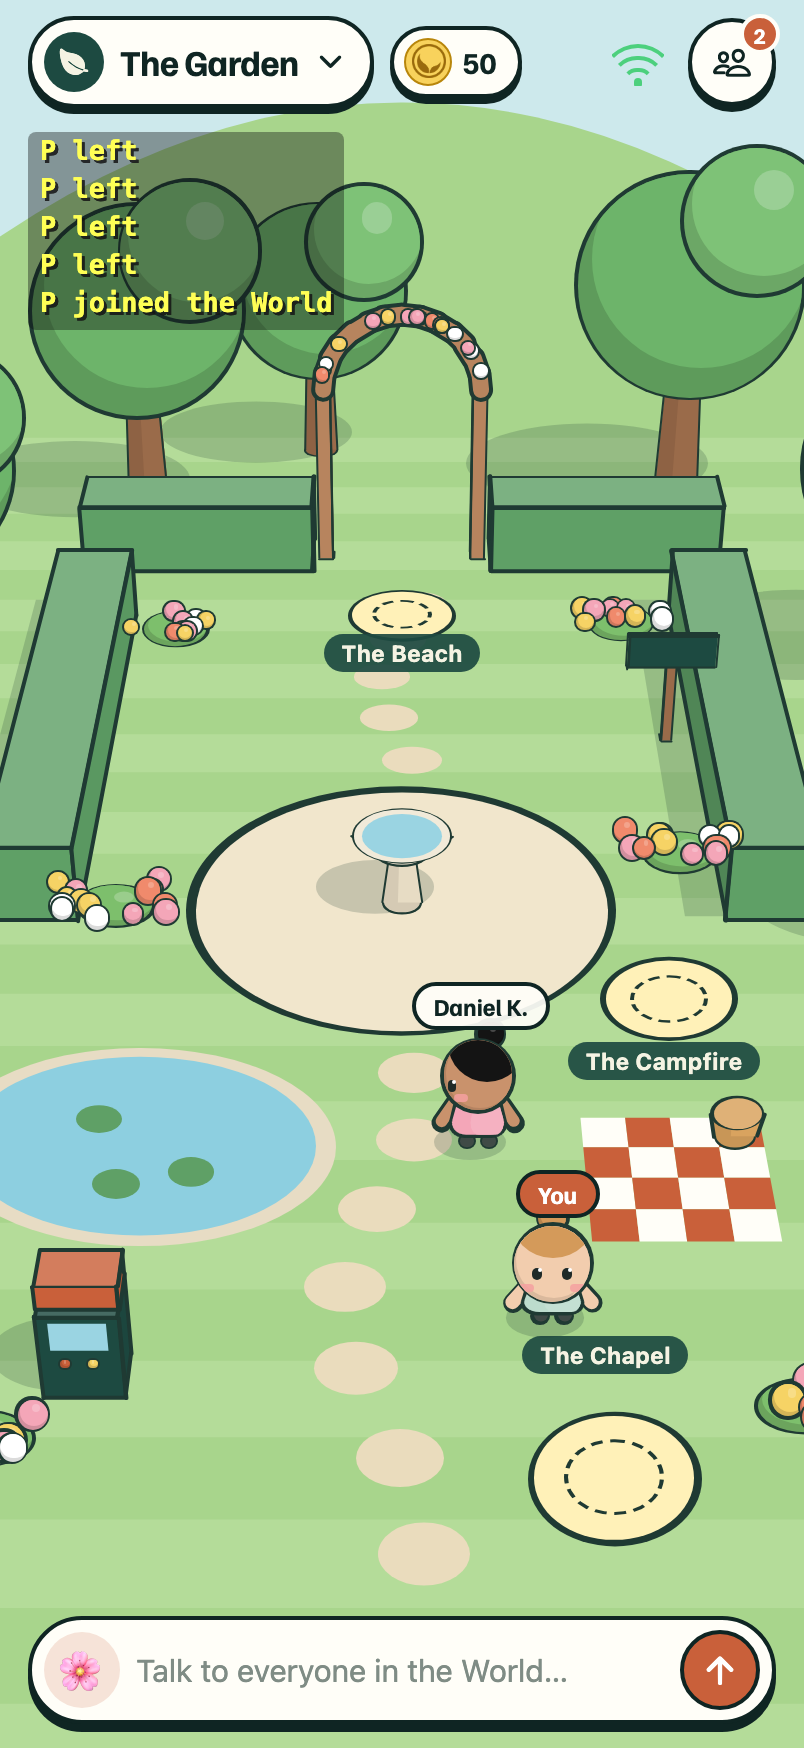 The Garden
50
2
P left
P left
P left
P left
P joined the World
The Beach
Daniel K.
The Campfire
You
The Chapel
Talk to everyone in the World...